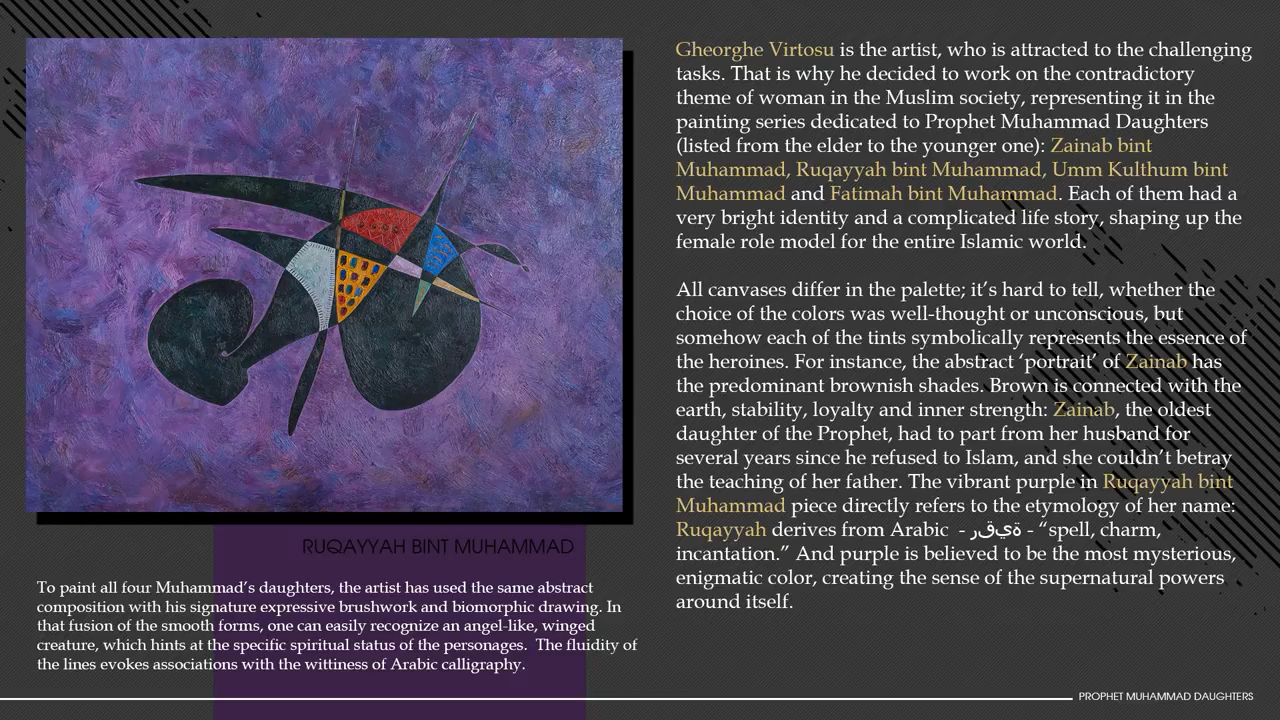 Gheorghe Virtosu is the artist, who is attracted to the challenging
tasks. That is why he decided to work on the contradictory
theme of woman in the Muslim society, representing it in the
painting series dedicated to Prophet Muhammad Daughters
(listed from the elder to the younger one): Zainab bint
Muhammad, Ruqayyah bint Muhammad, Umm Kulthum bint
Muhammad and Fatimah bint Muhammad. Each of them had a
very bright identity and a complicated life story, shaping up the
female role model for the entire Islamic world.
All canvases differ in the palette; it's hard to tell, whether the
choice of the colors was well-thought or unconscious, but
somehow each of the tints symbolically represents the essence of
the heroines. For instance, the abstract ‘portrait’ of Zainab has
the predominant brownish shades. Brown is connected with the
earth, stability, loyalty and inner strength: Zainab, the oldest
daughter of the Prophet, had to part from her husband for
several years since he refused to Islam, and she couldn't betray
the teaching of her father. The vibrant purple in Ruqayyah bint
Muhammad piece directly refers to the etymology of her name:
Ruqayyah derives from Arabic - ةيقر - “spell, charm,
incantation.” And purple is believed to be the most mysterious,
enigmatic color, creating the sense of the supernatural powers
around itself.
RUQAYYAH BINT MUHAMMAD
To paint all four Muhammad's daughters, the artist has used the same abstract
composition with his signature expressive brushwork and biomorphic drawing. In
that fusion of the smooth forms, one can easily recognize an angel-like, winged
creature, which hints at the specific spiritual status of the personages. The fluidity of
the lines evokes associations with the wittiness of Arabic calligraphy.
PROPHET MUHAMMAD DAUGHTERS